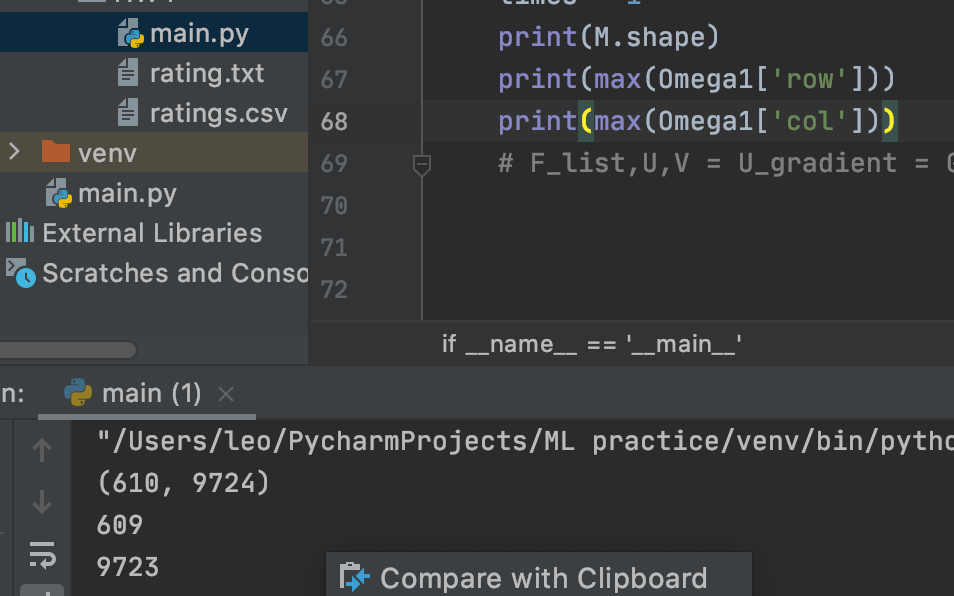 main.py
rating.txt
ratings.csv
venv
main.py
External Libraries
Scratches and Conso
66 print(M.shape)
67 print(max(Omega1['row']))
68 print(max(Omega1['col']))
69 # F_list,U,V = U_gradient =
70
71
72
if __name__ == '__main__'
n: main (1)
"/Users/leo/PycharmProjects/ML practice/venv/bin/pytho
(610, 9724)
609
9723
Compare with Clipboard